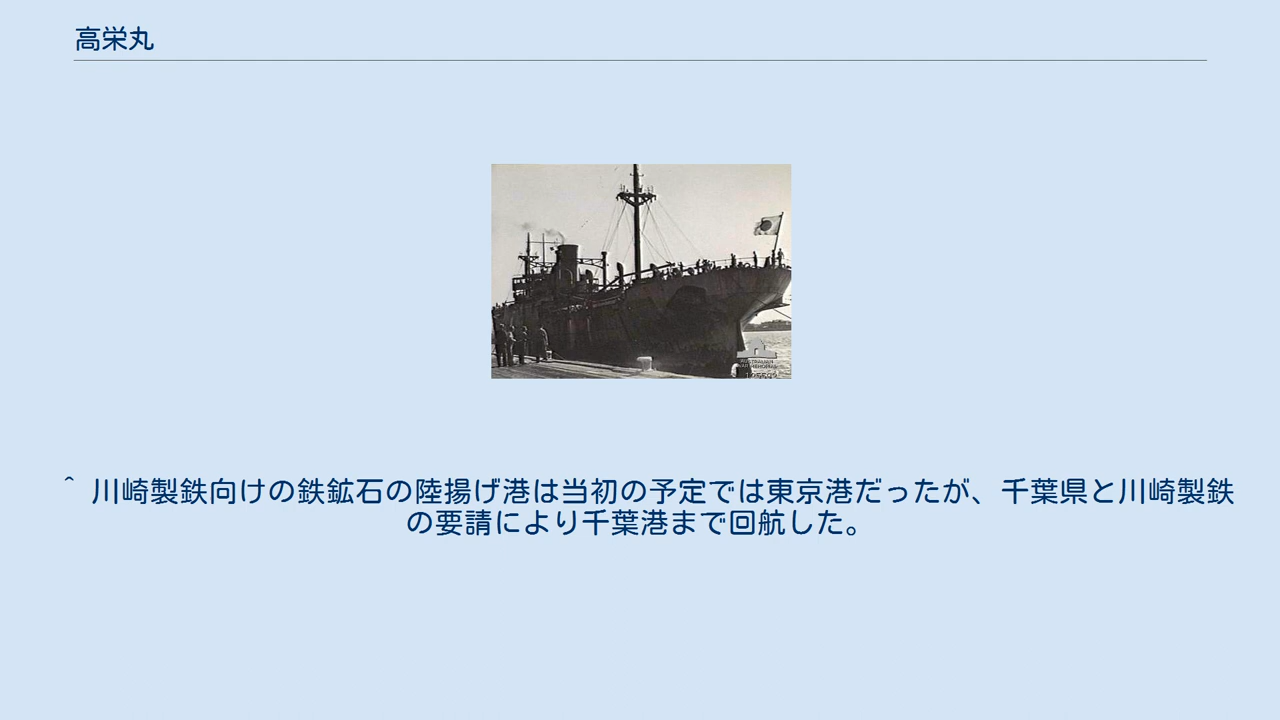 高栄丸
^ 川崎製鉄向けの鉄鉱石の陸揚げ港は当初の予定では東京港だったが、千葉県と川崎製鉄
の要請により千葉港まで回航した。